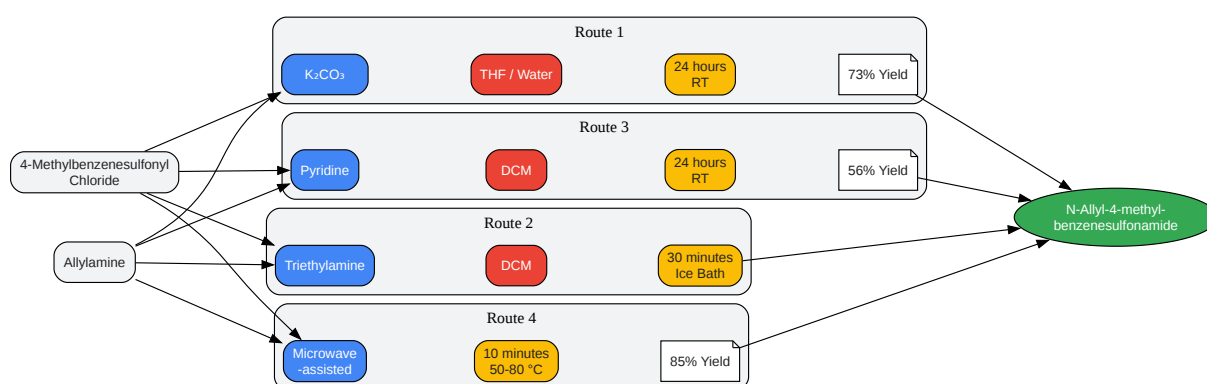 Route 1
K₂CO₃
THF / Water
24 hours
RT
73% Yield
Route 3
4-Methylbenzenesulfonyl
Chloride
Pyridine
DCM
24 hours
RT
56% Yield
N-Allyl-4-methyl-
benzenesulfonamide
Route 2
Allylamine
Triethylamine
DCM
30 minutes
Ice Bath
Route 4
Microwave
-assisted
10 minutes
50-80 °C
85% Yield